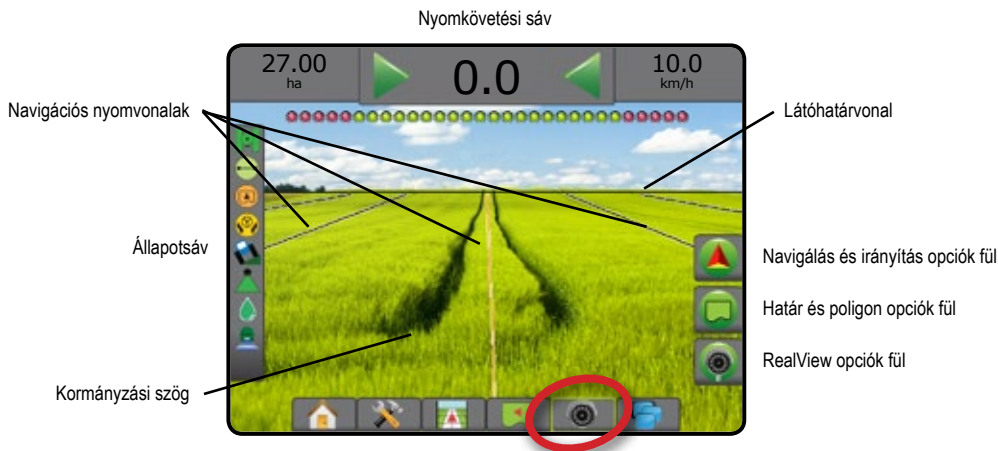 Nyomkövetési sáv
27.00
ha
0.0
10.0
km/h
Navigációs nyomvonalak
Látóhatárvonal
Állapotsáv
Navigálás és irányítás opciók fül
Határ és poligon opciók fül
RealView opciók fül
Kormányzási szög